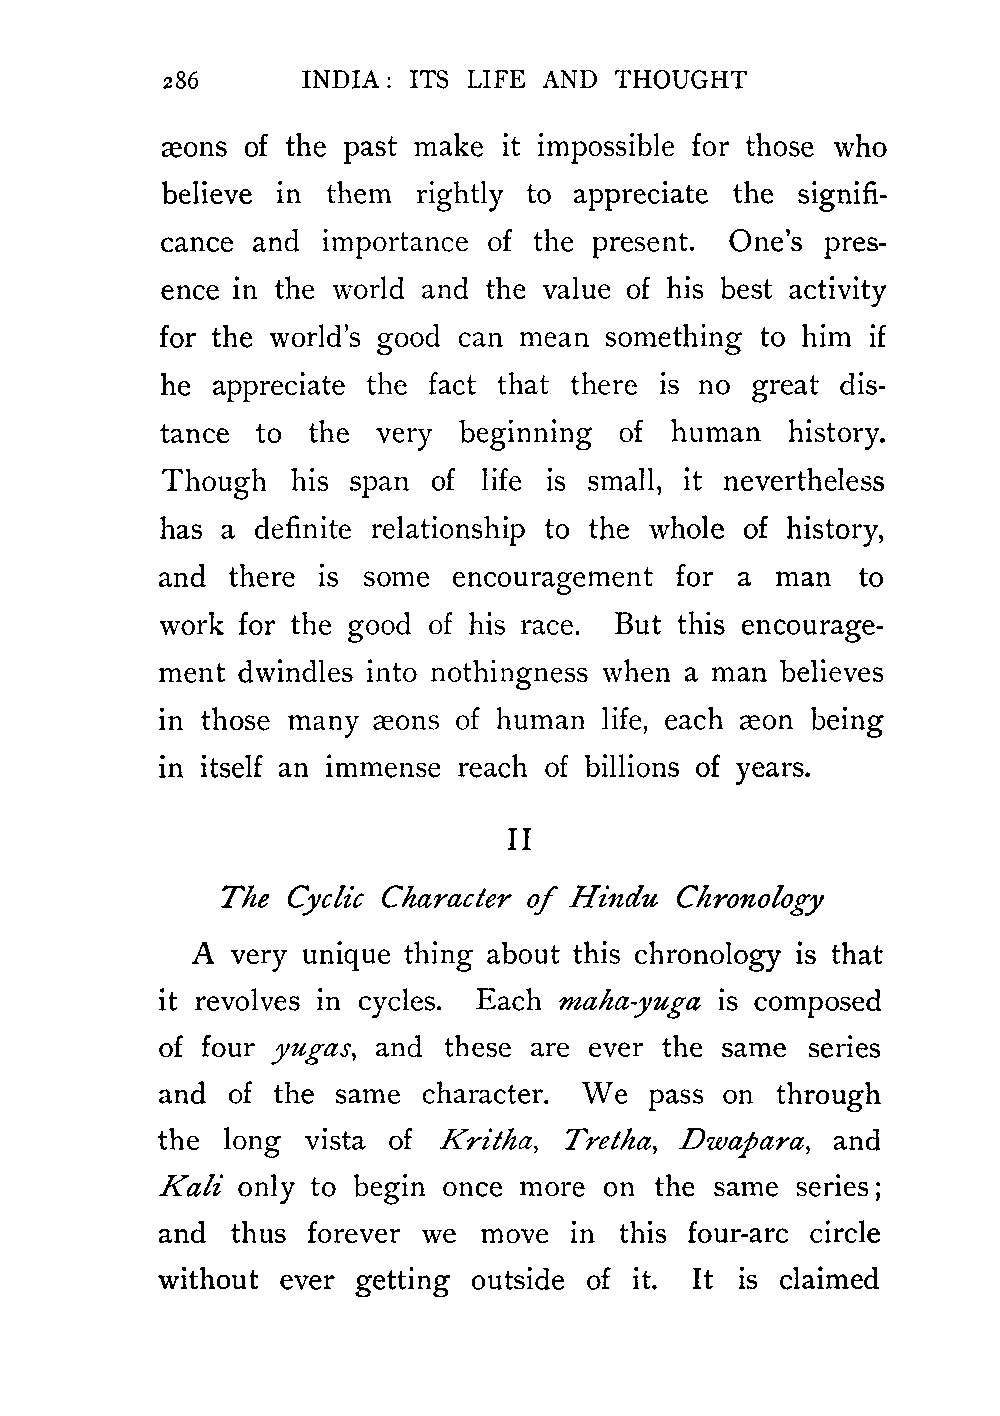 286 INDIA: ITS LIFE AND THOUGHT
æons of the past make it impossible for those who
believe in them rightly to appreciate the signifi-
cance and importance of the present. One's pres-
ence in the world and the value of his best activity
for the world's good can mean something to him if
he appreciate the fact that there is no great dis-
tance to the very beginning of human history.
Though his span of life is small, it nevertheless
has a definite relationship to the whole of history,
and there is some encouragement for a man to
work for the good of his race. But this encourage-
ment dwindles into nothingness when a man believes
in those many æons of human life, each æon being
in itself an immense reach of billions of years.
II
The Cyclic Character of Hindu Chronology
A very unique thing about this chronology is that
it revolves in cycles. Each maha-yuga is composed
of four yugas, and these are ever the same series
and of the same character. We pass on through
the long vista of Kritha, Tretha, Dwapara, and
Kali only to begin once more on the same series;
and thus forever we move in this four-arc circle
without ever getting outside of it. It is claimed